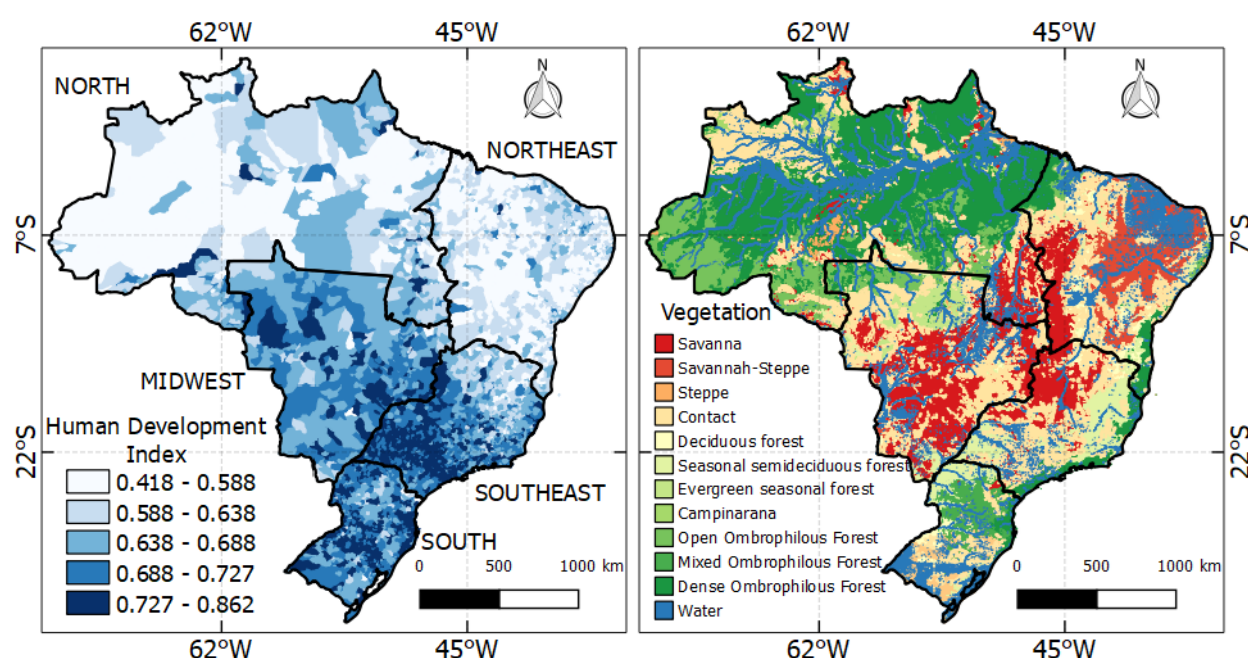 62°W 45°W
62°W 45°W
N
N
NORTH
NORTHEAST
7°S
7°S
MIDWEST
Human Development
Index
0.418 - 0.588
0.588 - 0.638
0.638 - 0.688
0.688 - 0.727
0.727 - 0.862
22°S
SOUTHEAST
SOUTH
0 500 1000 km
62°W 45°W
7°S
Vegetation
Savanna
Savannah-Steppe
Steppe
Contact
Deciduous forest
Seasonal semideciduous forest
Evergreen seasonal forest
Campinarana
Open Ombrophilous Forest
Mixed Ombrophilous Forest
Dense Ombrophilous Forest
Water
22°S
22°S
0 500 1000 km
62°W 45°W